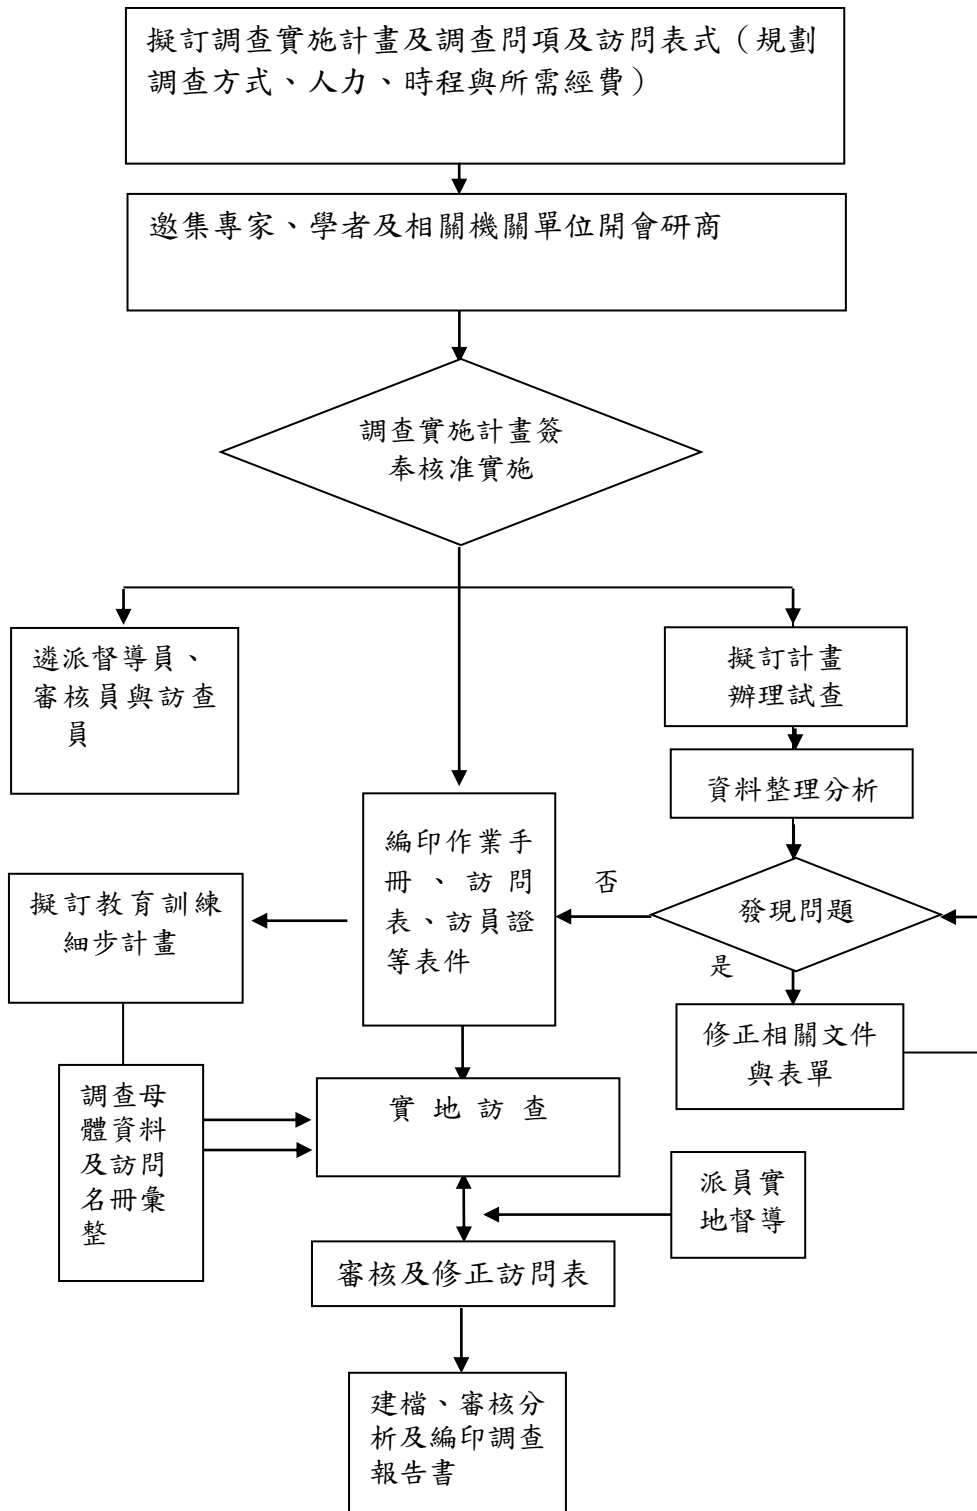 擬訂調查實施計畫及調查問項及訪問表式（規劃
調查方式、人力、時程與所需經費）
邀集專家、學者及相關機關單位開會研商
調查實施計畫簽
奉核准實施
遴派督導員、
審核員與訪查
員
擬訂計畫
辦理試查
資料整理分析
編印作業手
冊、訪問
表、訪員證
等表件
否
發現問題
是
擬訂教育訓練
細步計畫
修正相關文件
與表單
調查母
體資料
及訪問
名冊彙
整
實地訪查
派員實
地督導
審核及修正訪問表
建檔、審核分
析及編印調查
報告書